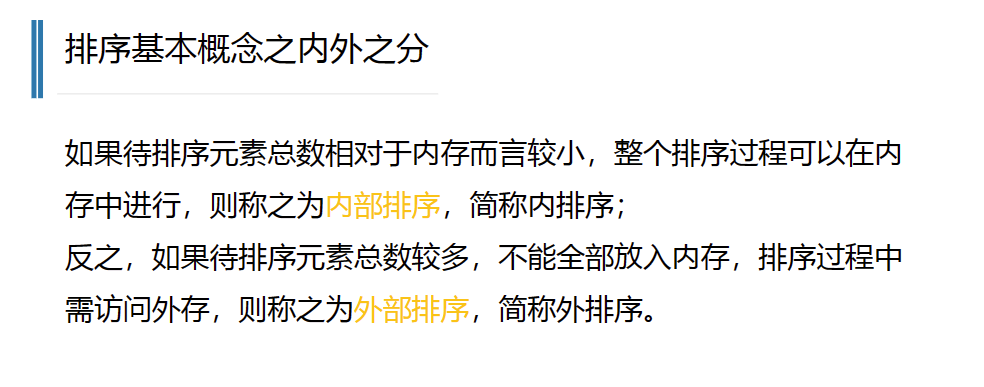 排序基本概念之内外之分
如果待排序元素总数相对于内存而言较小，整个排序过程可以在内
存中进行，则称之为内部排序，简称内排序；
反之，如果待排序元素总数较多，不能全部放入内存，排序过程中
需访问外存，则称之为外部排序，简称外排序。